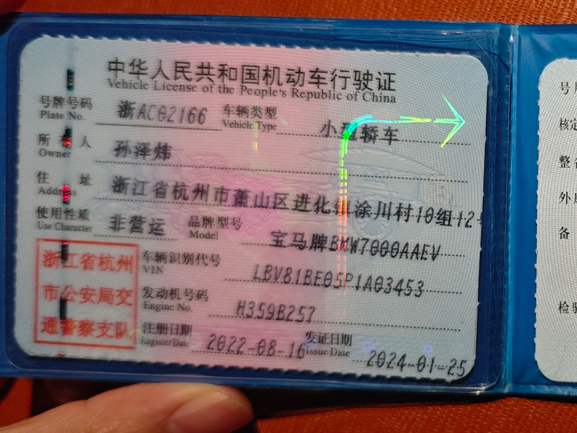 中华人民共和国机动车行驶证
Vehicle License of the People's Republic of China
号牌号码 浙AC02166 车辆类型 小型轿车
Plate No. Vehicle Type
所 有 人 孙泽炜
Owner
住 址 浙江省杭州市萧山区进化镇涂川村10组12
Address
使用性质 非营运 品牌型号 宝马牌BMW7000AAEV
Use Character Model
车辆识别代号 LBV81BE05P1A03453
VIN
发动机号码 H359B257
Engine No.
注册日期 2022-08-16 发证日期 2024-01-25
Register Date Issue Date
浙江省杭州
市公安局交
通警察支队
号
核定
整
外
备
检验